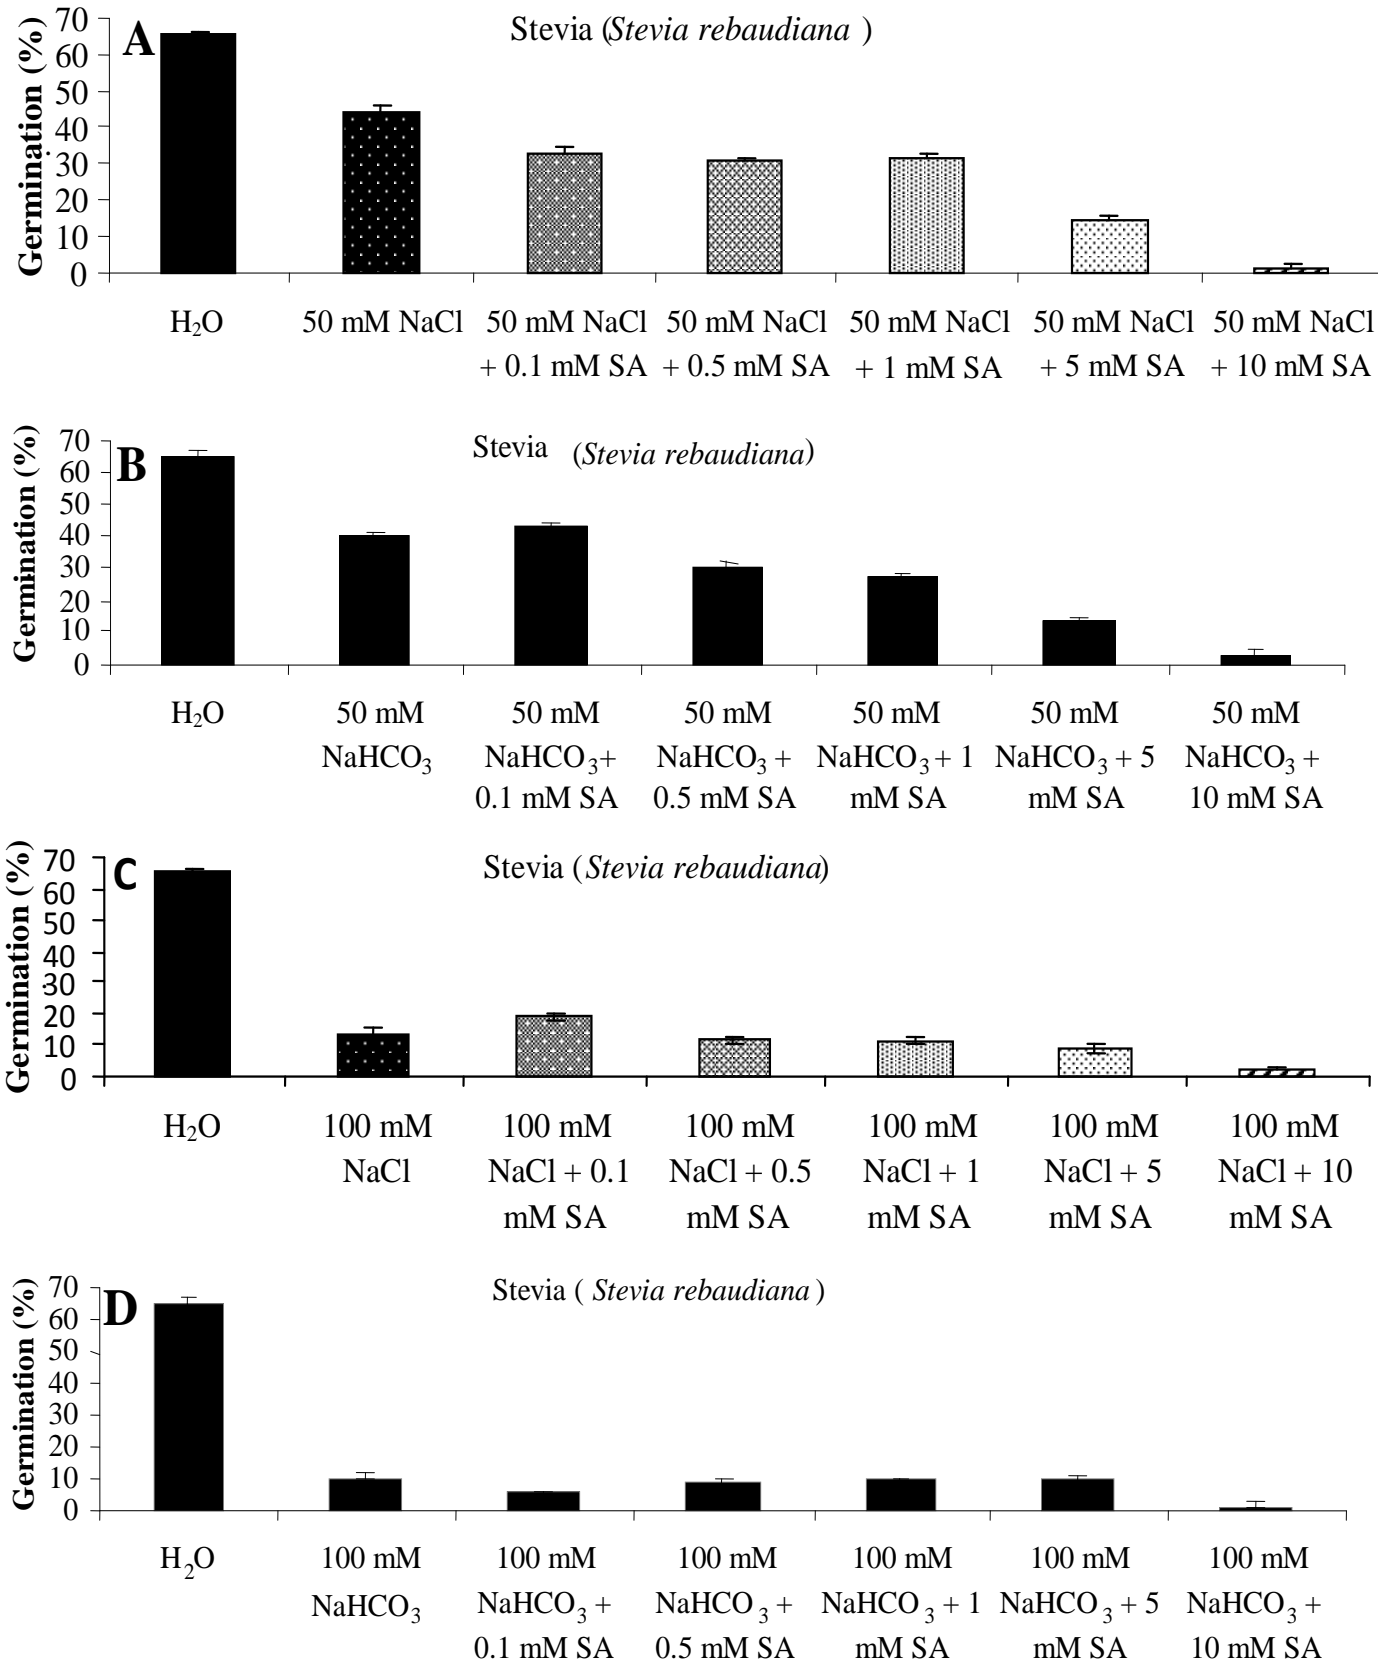 A
Stevia (Stevia rebaudiana )
Germination (%)
70
60
50
40
30
20
10
0
H2O
50 mM NaCl
50 mM NaCl
+ 0.1 mM SA
50 mM NaCl
+ 0.5 mM SA
50 mM NaCl
+ 1 mM SA
50 mM NaCl
+ 5 mM SA
50 mM NaCl
+ 10 mM SA
B
Stevia (Stevia rebaudiana)
Germination (%)
70
60
50
40
30
20
10
0
H2O
50 mM
NaHCO3
50 mM
NaHCO3+
0.1 mM SA
50 mM
NaHCO3 +
0.5 mM SA
50 mM
NaHCO3 + 1
mM SA
50 mM
NaHCO3 + 5
mM SA
50 mM
NaHCO3 +
10 mM SA
C
Stevia (Stevia rebaudiana)
Germination (%)
70
60
50
40
30
20
10
0
H2O
100 mM
NaCl
100 mM
NaCl + 0.1
mM SA
100 mM
NaCl + 0.5
mM SA
100 mM
NaCl + 1
mM SA
100 mM
NaCl + 5
mM SA
100 mM
NaCl + 10
mM SA
D
Stevia ( Stevia rebaudiana )
Germination (%)
70
60
50
40
30
20
10
0
H2O
100 mM
NaHCO3
100 mM
NaHCO3 +
0.1 mM SA
100 mM
NaHCO3 +
0.5 mM SA
100 mM
NaHCO3 + 1
mM SA
100 mM
NaHCO3 + 5
mM SA
100 mM
NaHCO3 +
10 mM SA